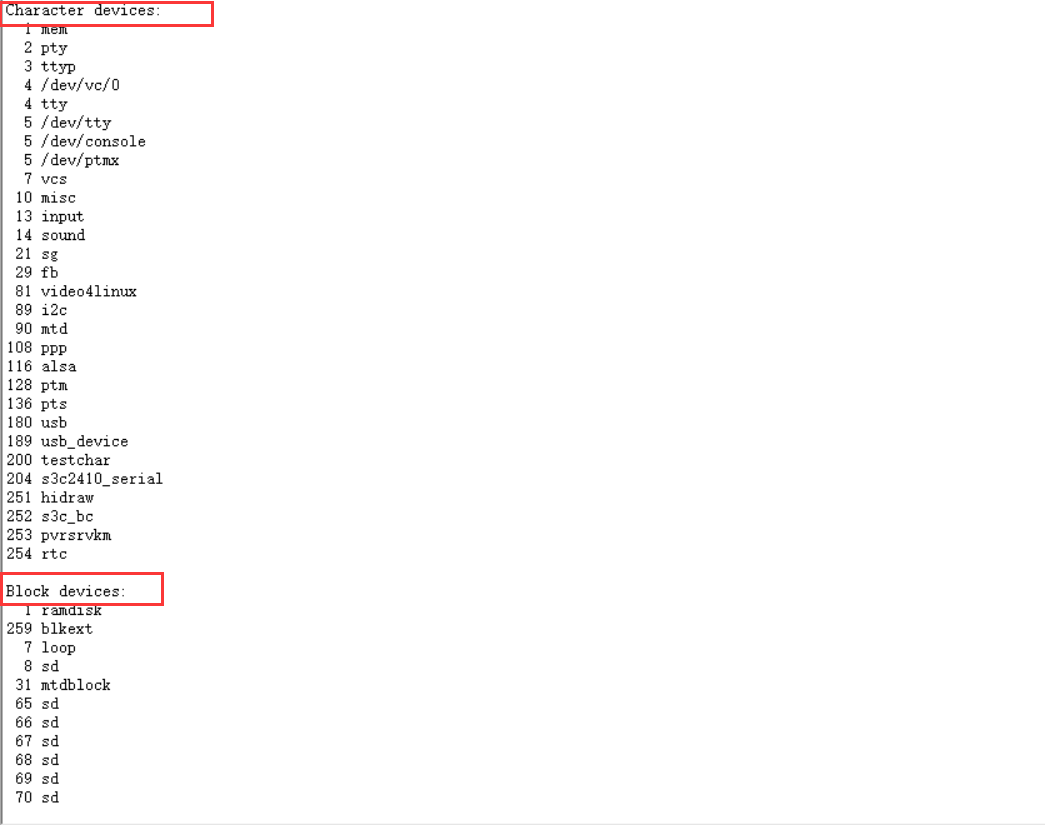 Character devices:
1 mem
2 pty
3 ttyp
4 /dev/vc/0
4 tty
5 /dev/tty
5 /dev/console
5 /dev/ptmx
7 vcs
10 misc
13 input
14 sound
21 sg
29 fb
81 video4linux
89 i2c
90 mtd
108 ppp
116 alsa
128 ptm
136 pts
180 usb
189 usb_device
200 testchar
204 s3c2410_serial
251 hidraw
252 s3c_bc
253 pvrsrvkm
254 rtc
Block devices:
1 ramdisk
259 blkext
7 loop
8 sd
31 mtdblock
65 sd
66 sd
67 sd
68 sd
69 sd
70 sd